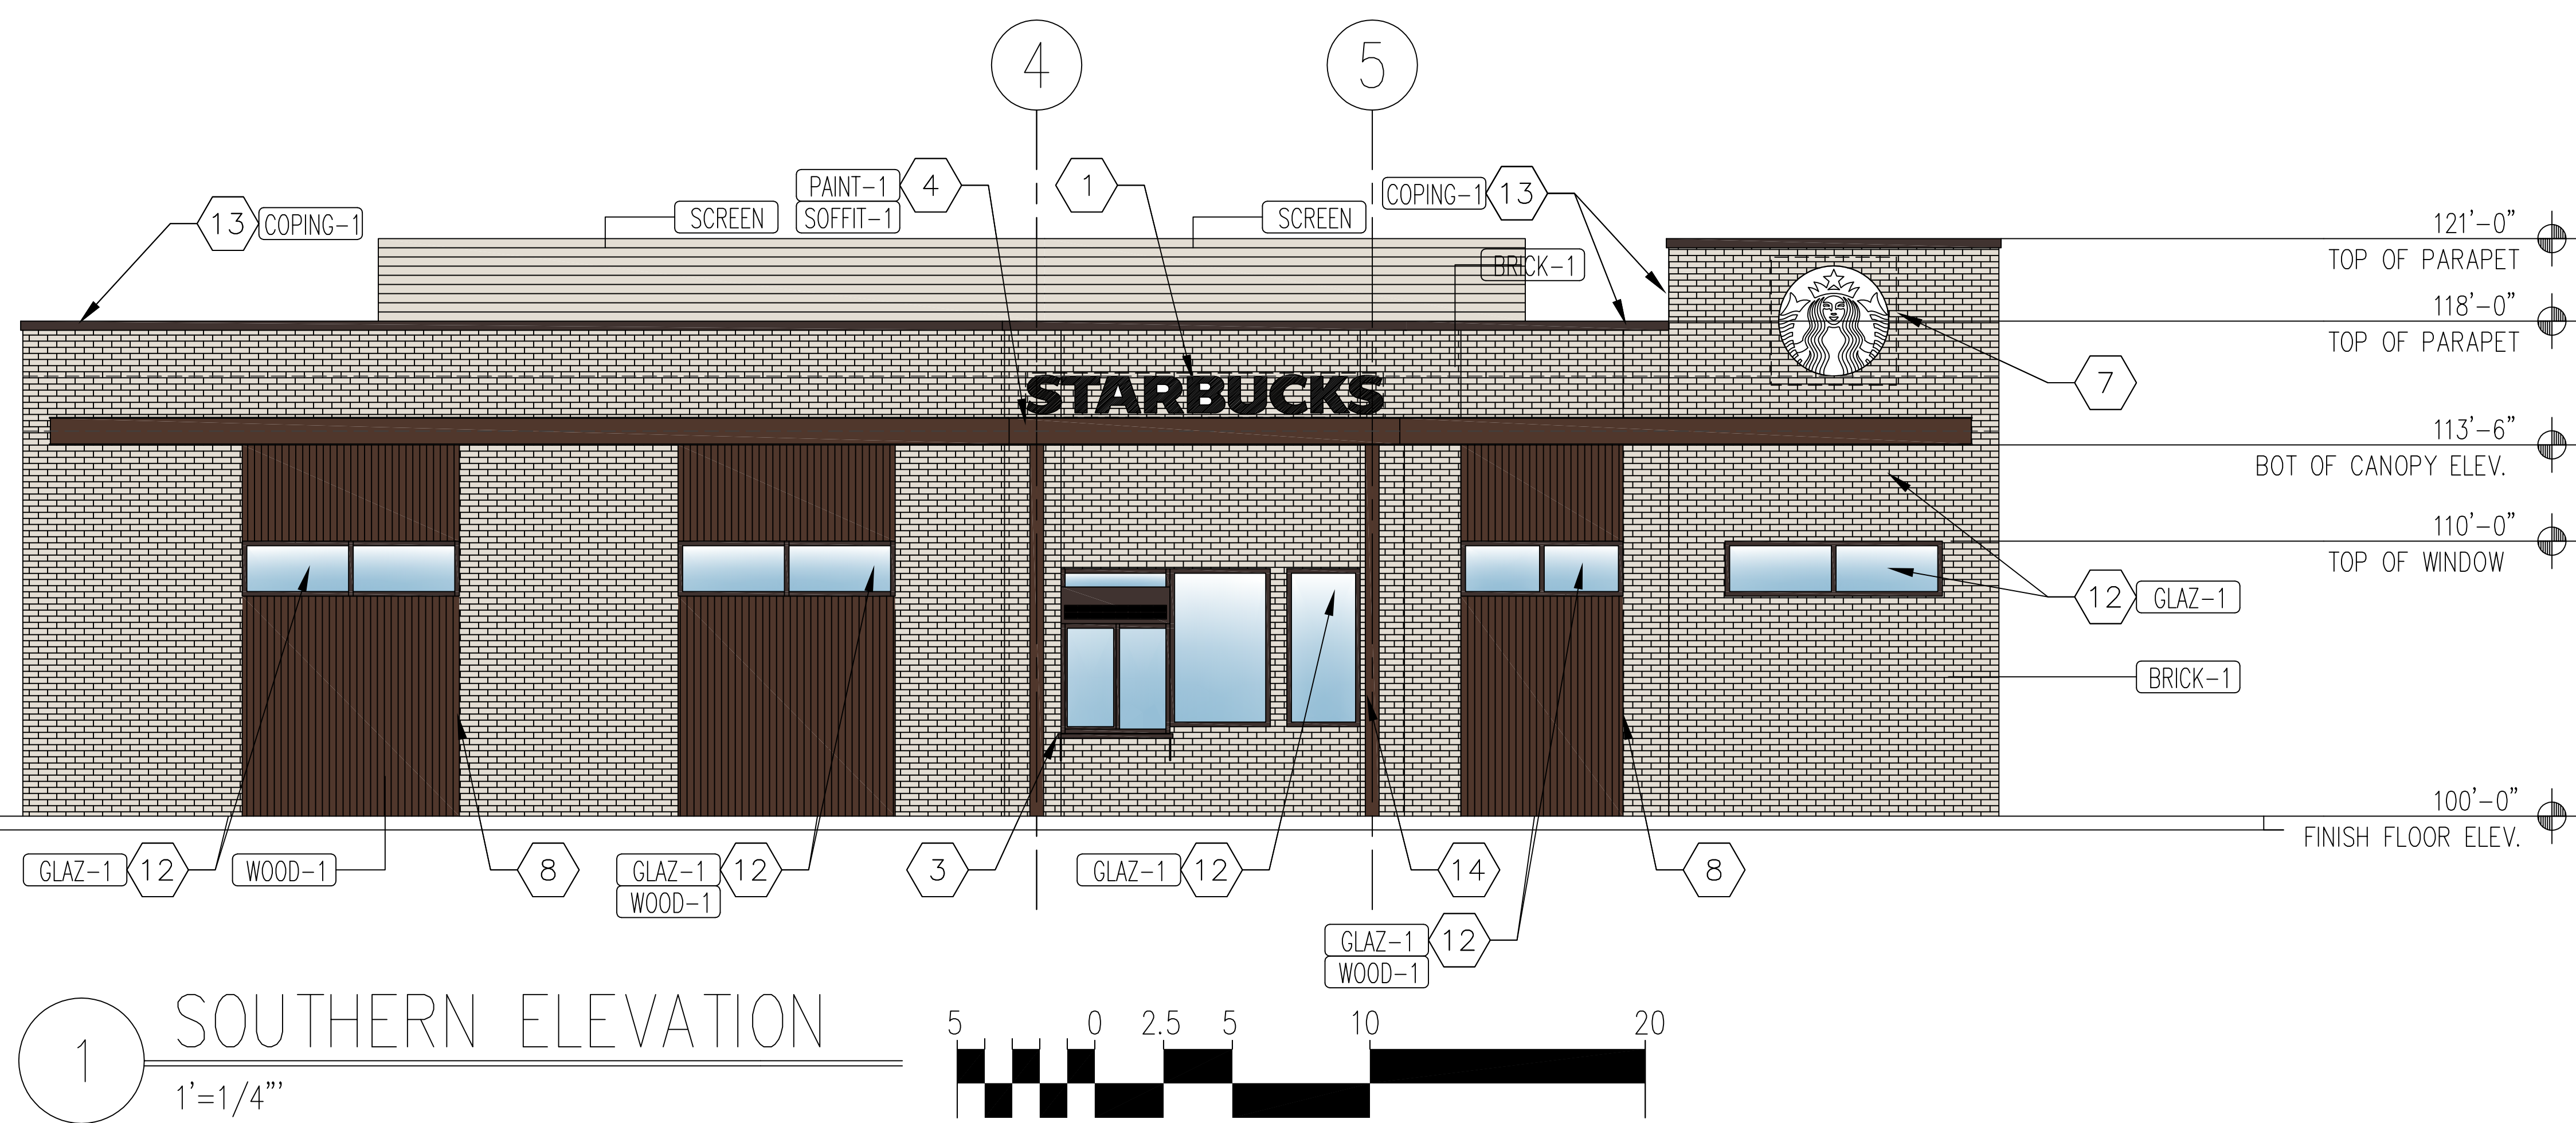 4
5
PAINT-1
4
SOFFIT-1
1
COPING-1
13
13
COPING-1
SCREEN
SCREEN
BRICK-1
121'-0"
TOP OF PARAPET
118'-0"
TOP OF PARAPET
7
STARBUCKS
113'-6"
BOT OF CANOPY ELEV.
110'-0"
TOP OF WINDOW
12
GLAZ-1
BRICK-1
100'-0"
FINISH FLOOR ELEV.
GLAZ-1
12
WOOD-1
8
GLAZ-1
12
WOOD-1
3
GLAZ-1
12
14
8
GLAZ-1
12
WOOD-1
1
SOUTHERN ELEVATION
1'=1/4"'
5 0 2.5 5 10 20